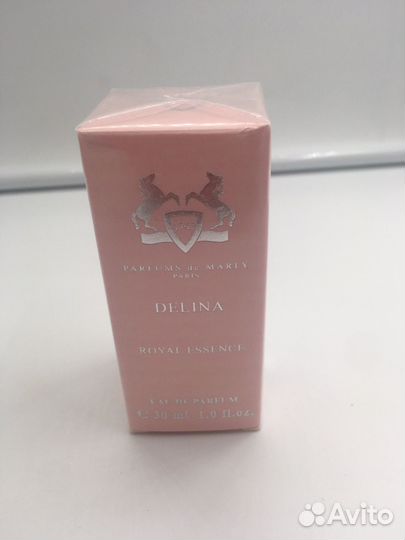 PARFUMS de MARLY
PARIS
DELINA
ROYAL ESSENCE
EAU DE PARFUM
30 ml 1.0 fl.oz.
Avito